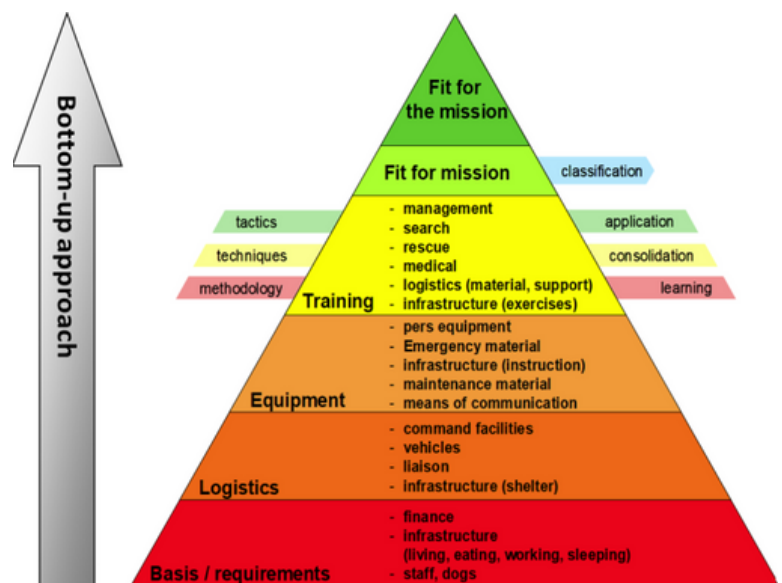 Bottom-up approach
Fit for
the mission
Fit for mission
classification
tactics
techniques
methodology
application
consolidation
learning
Training
- management
- search
- rescue
- medical
- logistics (material, support)
- infrastructure (exercises)
Equipment
- pers equipment
- Emergency material
- infrastructure (instruction)
- maintenance material
- means of communication
Logistics
- command facilities
- vehicles
- liaison
- infrastructure (shelter)
Basis / requirements
- finance
- infrastructure
(living, eating, working, sleeping)
- staff, dogs